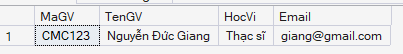 MaGV TenGV HocVi Email
1 CMC123 Nguyễn Đức Giang Thạc sĩ giang@gmail.com